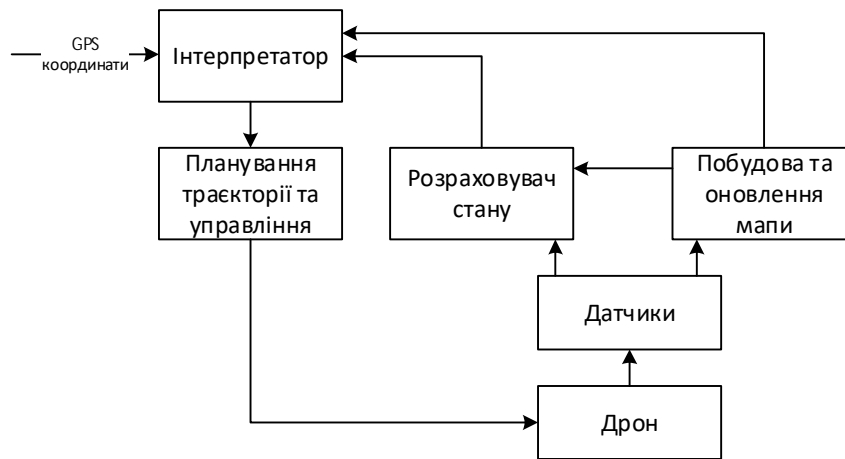 GPS
координати
Інтерпретатор
Планування
траєкторії та
управління
Розраховувач
стану
Побудова та
оновлення
мапи
Датчики
Дрон